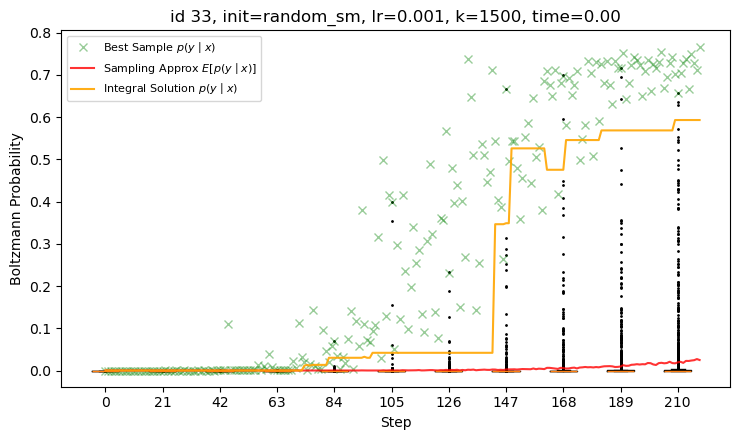 id 33, init=random_sm, lr=0.001, k=1500, time=0.00
Best Sample p(y | x)
Sampling Approx E[p(y | x)]
Integral Solution p(y | x)
Boltzmann Probability
0.8
0.7
0.6
0.5
0.4
0.3
0.2
0.1
0.0
0 21 42 63 84 105 126 147 168 189 210
Step